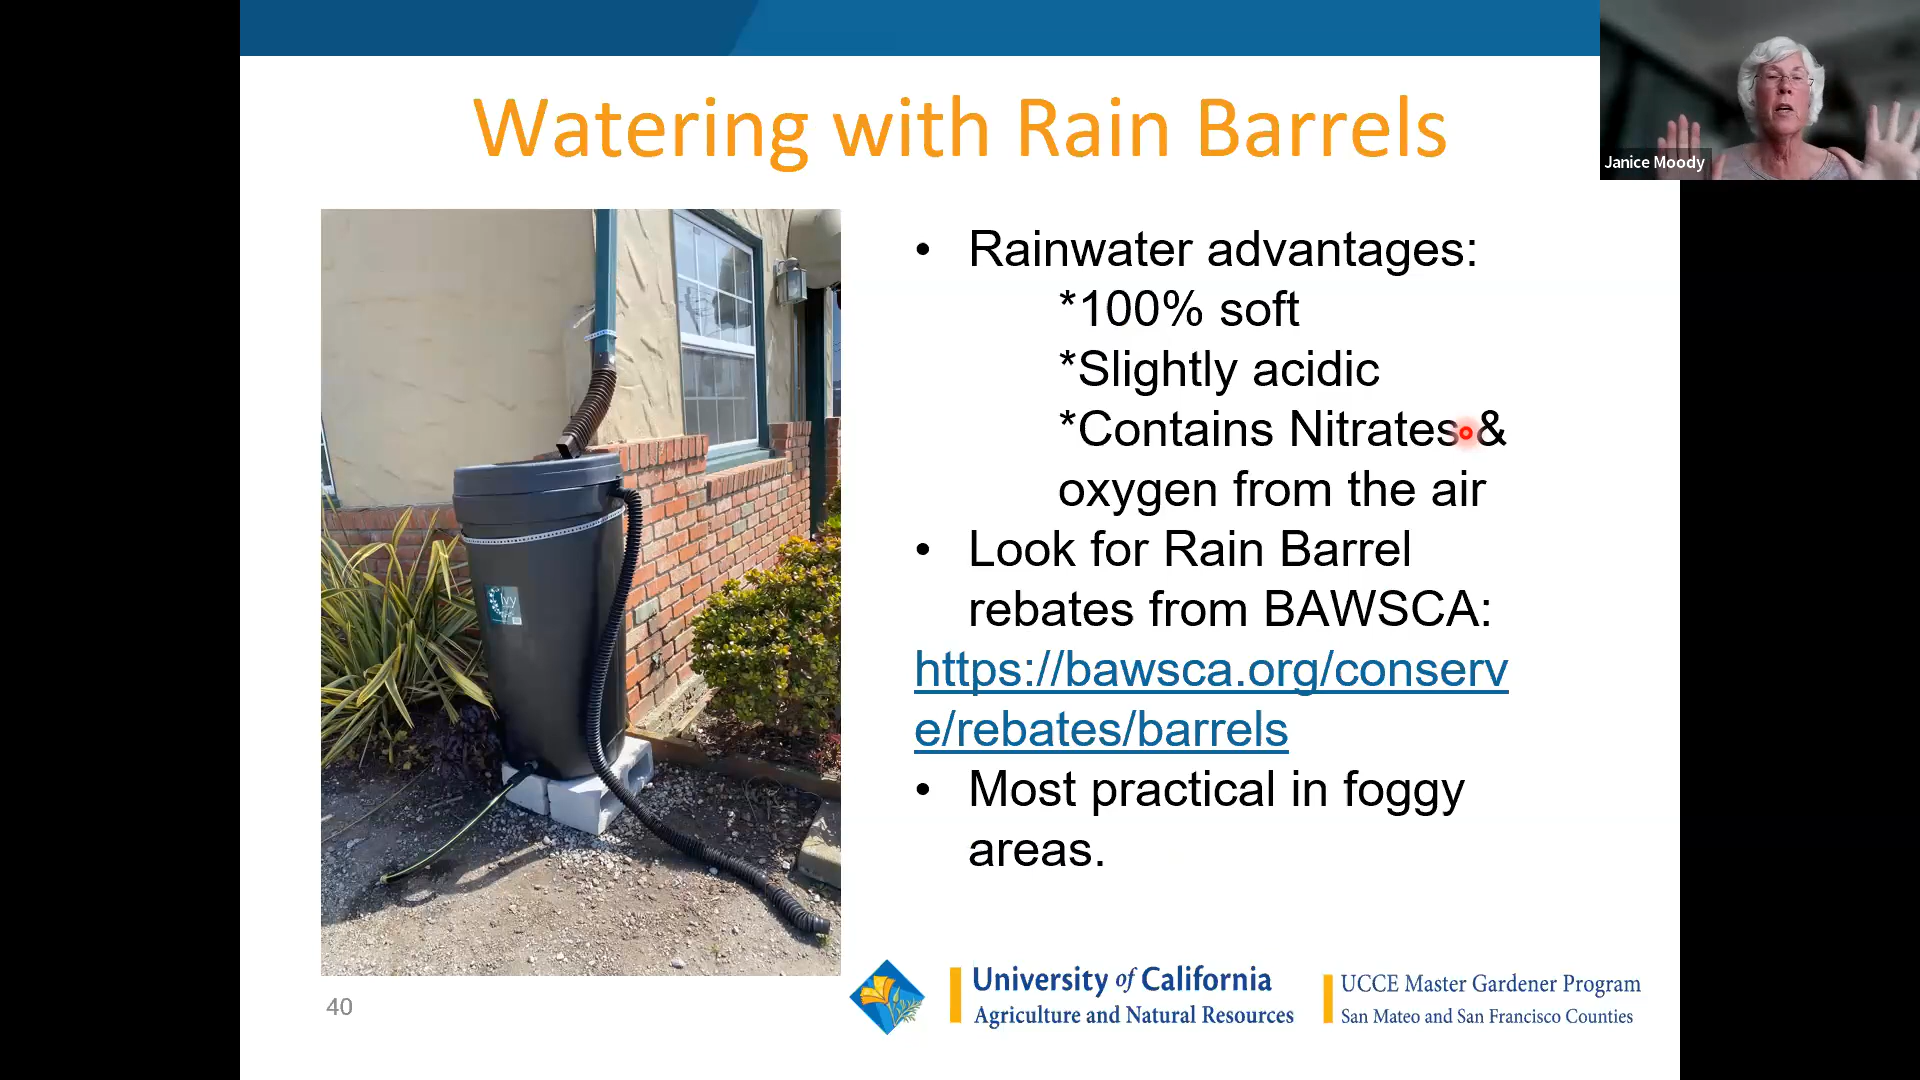 Watering with Rain Barrels
Janice Moody
• Rainwater advantages:
*100% soft
*Slightly acidic
*Contains Nitrates &
oxygen from the air
• Look for Rain Barrel
rebates from BAWSCA:
https://bawsca.org/conserv
e/rebates/barrels
• Most practical in foggy
areas.
Ivy
University of California
Agriculture and Natural Resources
UCCE Master Gardener Program
San Mateo and San Francisco Counties
40